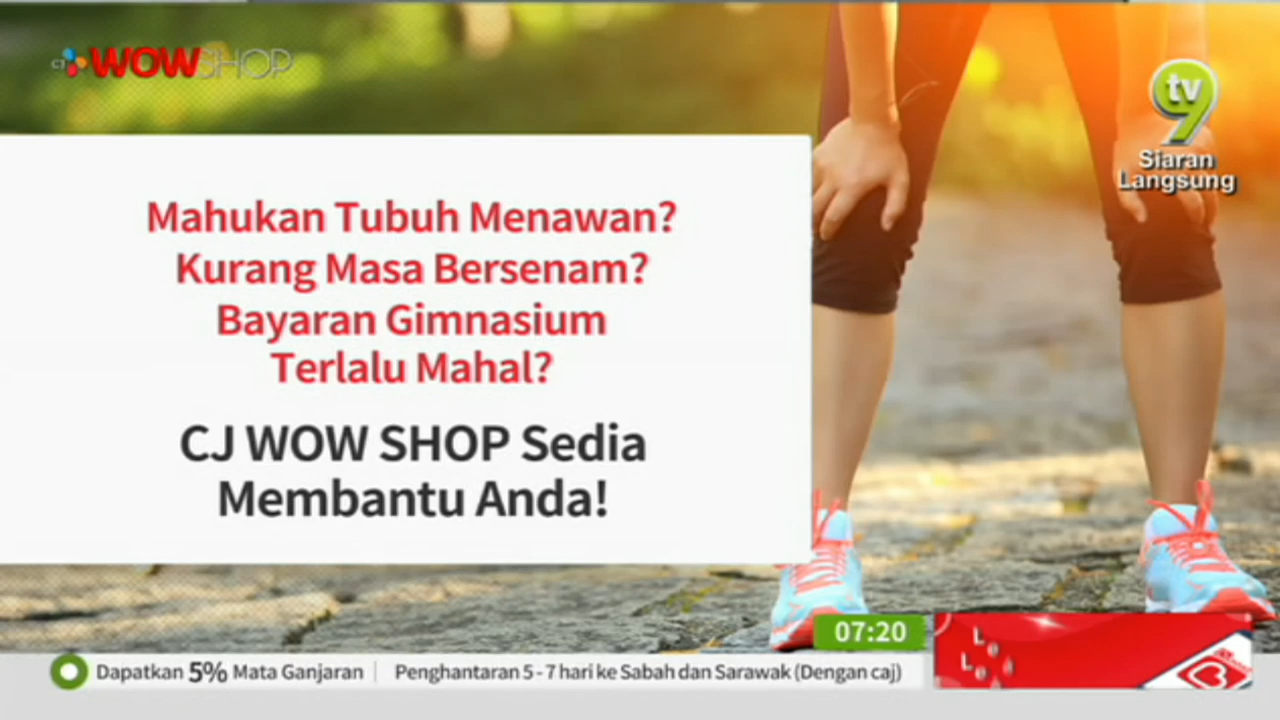 CJ WOWSHOP
tv9
Siaran
Langsung
Mahukan Tubuh Menawan?
Kurang Masa Bersenam?
Bayaran Gimnasium
Terlalu Mahal?
CJ WOW SHOP Sedia
Membantu Anda!
07:20
Dapatkan 5% Mata Ganjaran
Penghantaran 5 - 7 hari ke Sabah dan Sarawak (Dengan caj)